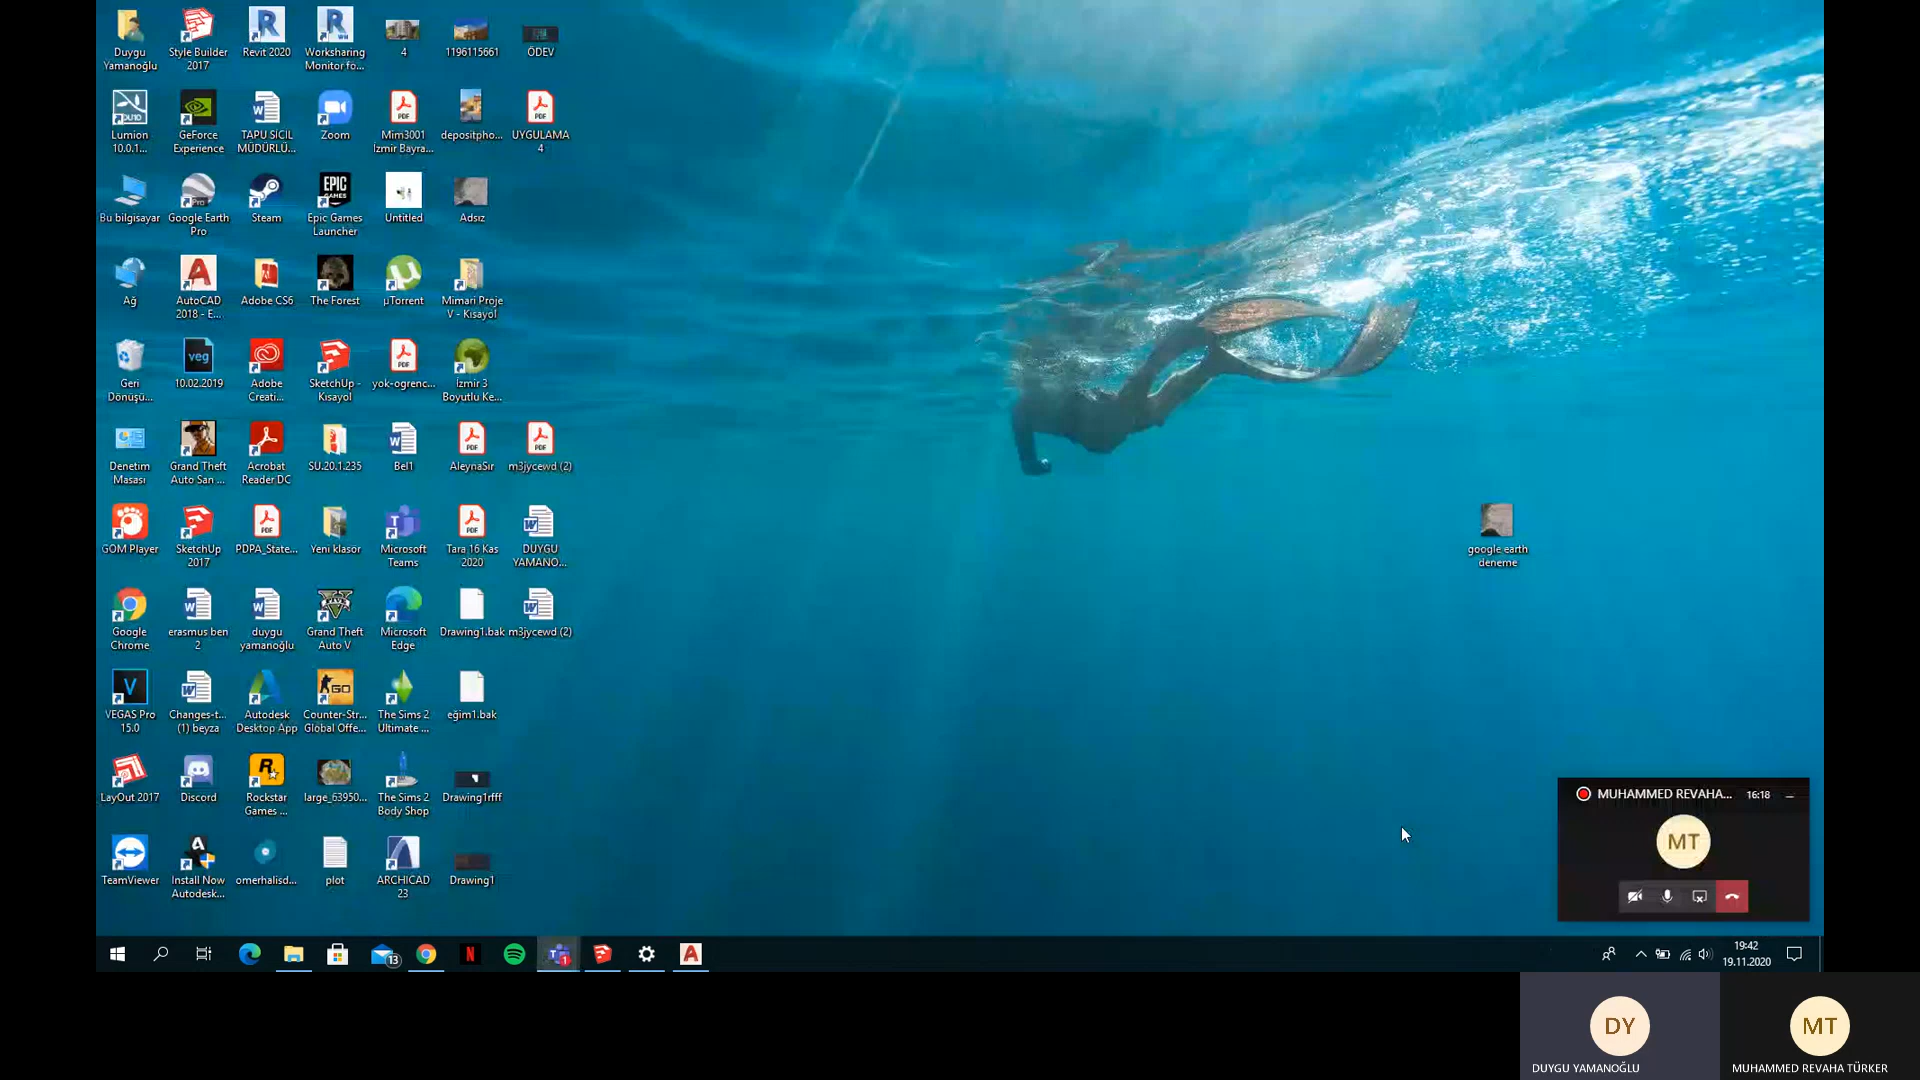 Duygu
Yamanoğlu
Style Builder
2017
Revit 2020
Worksharing
Monitor fo...
4
1196115661
ÖDEV
Lumion
10.0.1...
GeForce
Experience
TAPU SİCİL
MÜDÜRLÜ...
Zoom
Mim3001
İzmir Bayra...
depositpho...
UYGULAMA
4
Bu bilgisayar
Google Earth
Pro
Steam
Epic Games
Launcher
Untitled
Adsız
Ağ
AutoCAD
2018 - E...
Adobe CS6
The Forest
µTorrent
Mimari Proje
V - Kısayol
Geri
Dönüşü...
10.02.2019
Adobe
Creati...
SketchUp -
Kısayol
yok-ogrenc...
İzmir 3
Boyutlu Ke...
Denetim
Masası
Grand Theft
Auto San ...
Acrobat
Reader DC
SU.20.1.235
Bel1
AleynaSır
m3jycewd (2)
GOM Player
SketchUp
2017
PDPA_State...
Yeni klasör
Microsoft
Teams
Tara 16 Kas
2020
DUYGU
YAMANO...
google earth
deneme
Google
Chrome
erasmus ben
2
duygu
yamanoğlu
Grand Theft
Auto V
Microsoft
Edge
Drawing1.bak
m3jycewd (2)
VEGAS Pro
15.0
Changes-t...
(1) beyza
Autodesk
Desktop App
Counter-Str...
Global Offe...
The Sims 2
Ultimate ...
eğim1.bak
LayOut 2017
Discord
Rockstar
Games ...
large_63950...
The Sims 2
Body Shop
Drawing1rfff
TeamViewer
Install Now
Autodesk...
omerhalisd...
plot
ARCHICAD
23
Drawing1
MUHAMMED REVAHA... 16:18
MT
13
1
19:42
19.11.2020
DY
DUYGU YAMANOĞLU
MT
MUHAMMED REVAHA TÜRKER